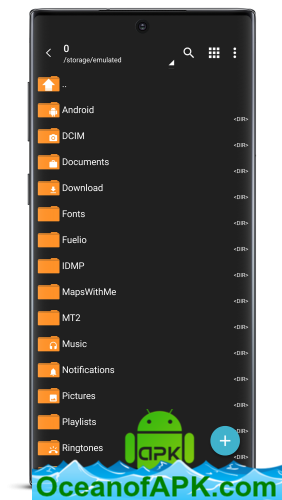 0
/storage/emulated
..
Android
<DIR>
DCIM
<DIR>
Documents
<DIR>
Download
<DIR>
Fonts
<DIR>
Fuelio
<DIR>
IDMP
<DIR>
MapsWithMe
<DIR>
MT2
<DIR>
Music
<DIR>
Notifications
<DIR>
Pictures
<DIR>
Playlists
<DIR>
Ringtones
<DIR>
apk
OceanofAPK.com